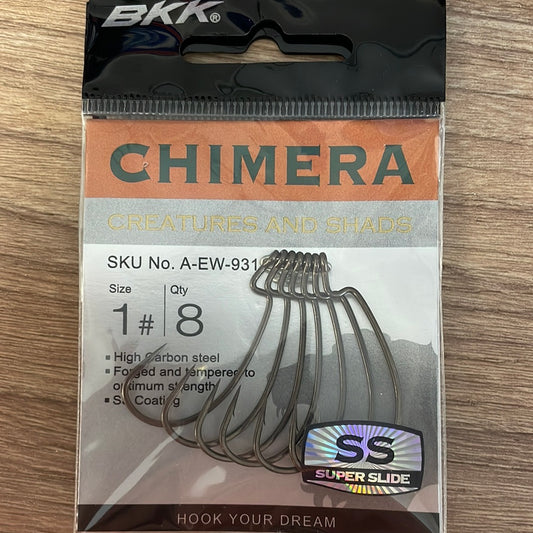 BKK®
CHIMERA
CREATURES AND SHADS
SKU No. A-EW-931
Size Qty
1# 8
▪ High Carbon steel
▪ Forged and tempered to
optimum strength
▪ SS Coating
SS
SUPER SLIDE
HOOK YOUR DREAM